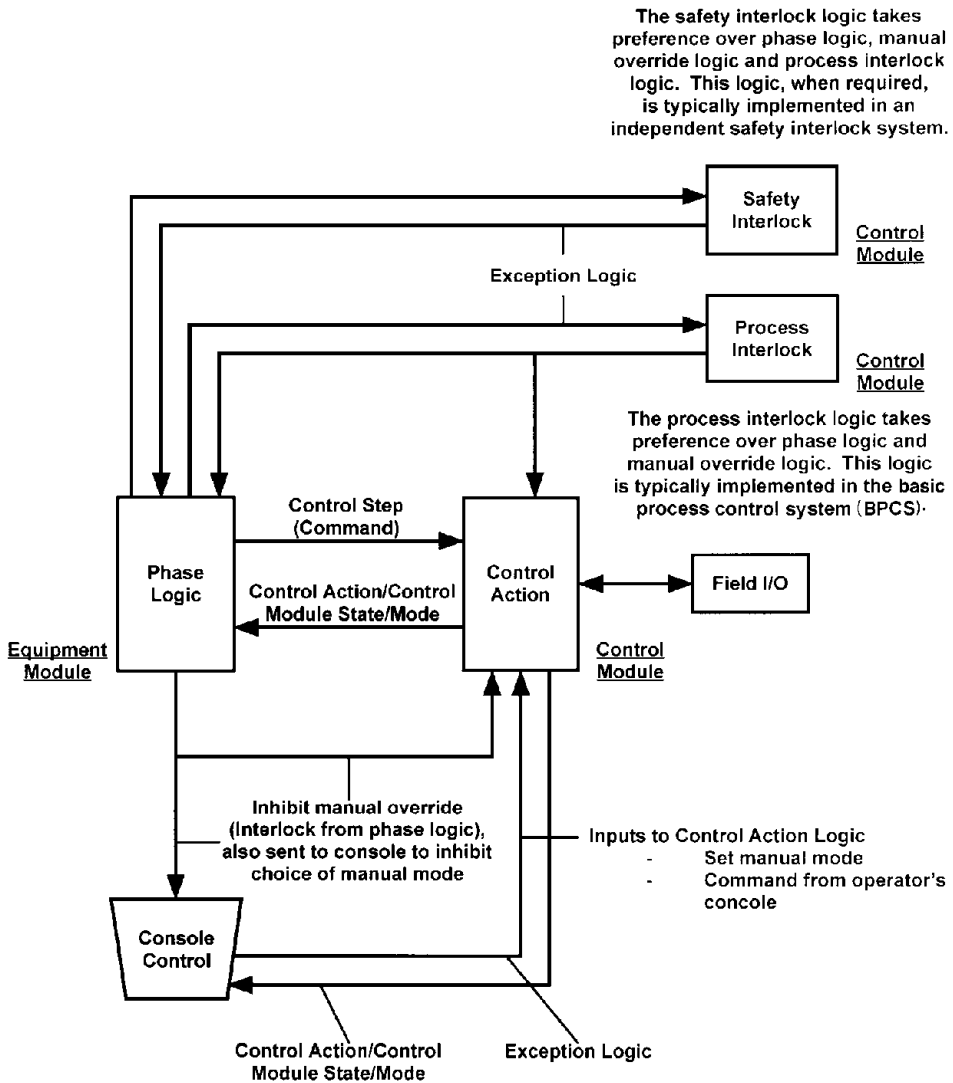 The safety interlock logic takes
preference over phase logic, manual
override logic and process interlock
logic. This logic, when required,
is typically implemented in an
independent safety interlock system.
Safety
Interlock
Control
Module
Exception Logic
Process
Interlock
Control
Module
The process interlock logic takes
preference over phase logic and
manual override logic. This logic
is typically implemented in the basic
process control system (BPCS).
Control Step
(Command)
Phase
Logic
Control
Action
Field I/O
Control Action/Control
Module State/Mode
Equipment
Module
Control
Module
Inhibit manual override
(Interlock from phase logic),
also sent to console to inhibit
choice of manual mode
Inputs to Control Action Logic
- Set manual mode
- Command from operator's
concole
Console
Control
Control Action/Control
Module State/Mode
Exception Logic